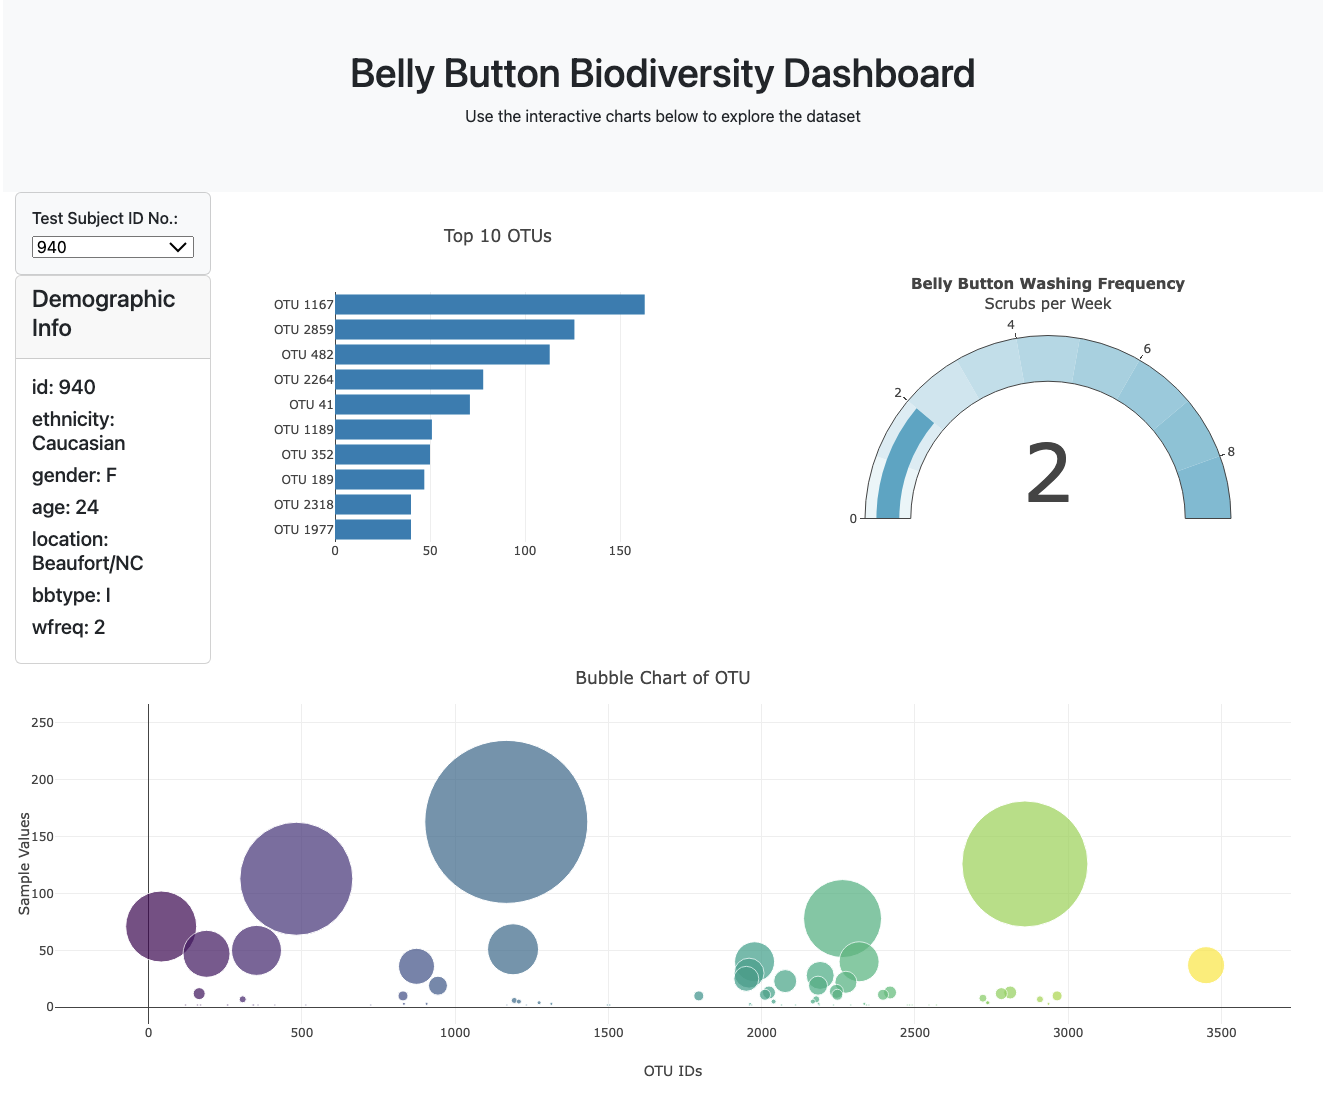 Belly Button Biodiversity Dashboard
Use the interactive charts below to explore the dataset
Test Subject ID No.:
940
Demographic
Info
id: 940
ethnicity:
Caucasian
gender: F
age: 24
location:
Beaufort/NC
bbtype: I
wfreq: 2
Top 10 OTUs
OTU 1167
OTU 2859
OTU 482
OTU 2264
OTU 41
OTU 1189
OTU 352
OTU 189
OTU 2318
OTU 1977
0 50 100 150
Belly Button Washing Frequency
Scrubs per Week
0 2 4 6 8
2
Bubble Chart of OTU
Sample Values
250
200
150
100
50
0
0 500 1000 1500 2000 2500 3000 3500
OTU IDs